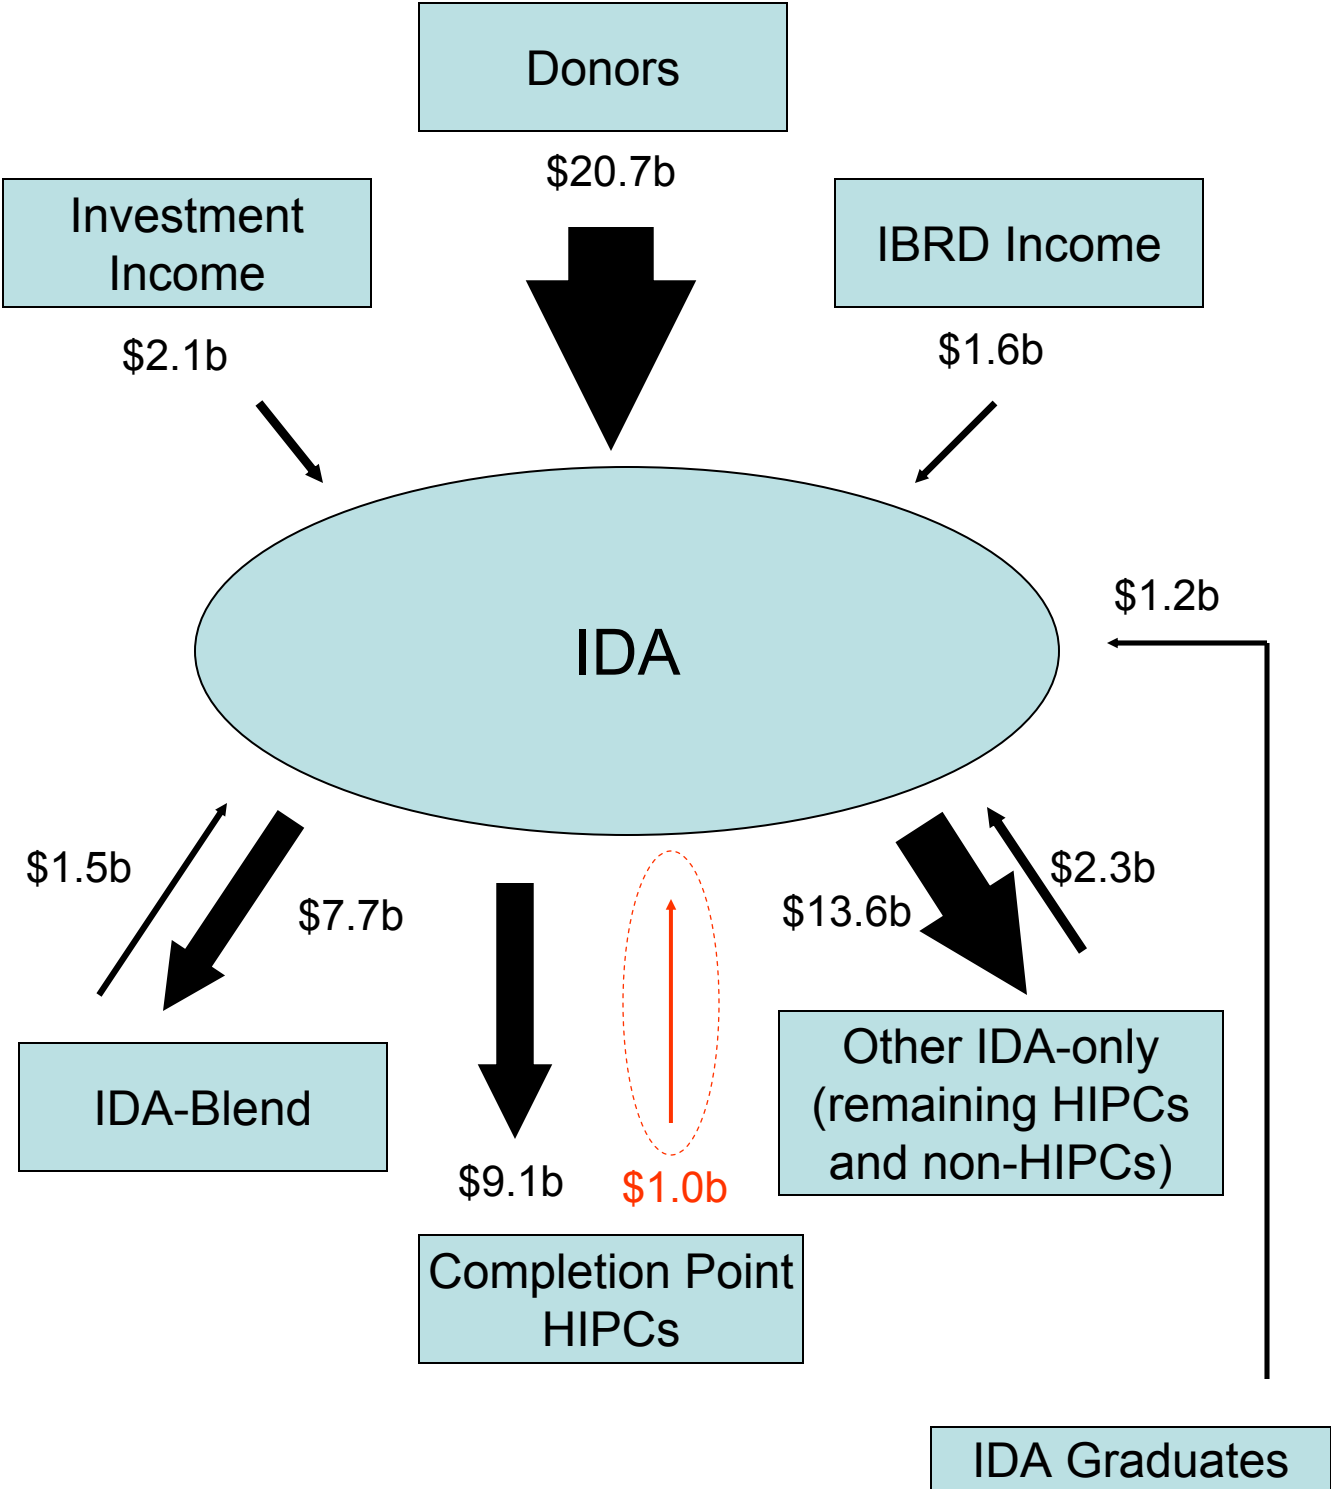 Donors
$20.7b
Investment
Income
$2.1b
IBRD Income
$1.6b
IDA
$1.2b
$1.5b
$7.7b
$13.6b
$2.3b
IDA-Blend
$9.1b
$1.0b
Other IDA-only
(remaining HIPCs
and non-HIPCs)
Completion Point
HIPCs
IDA Graduates